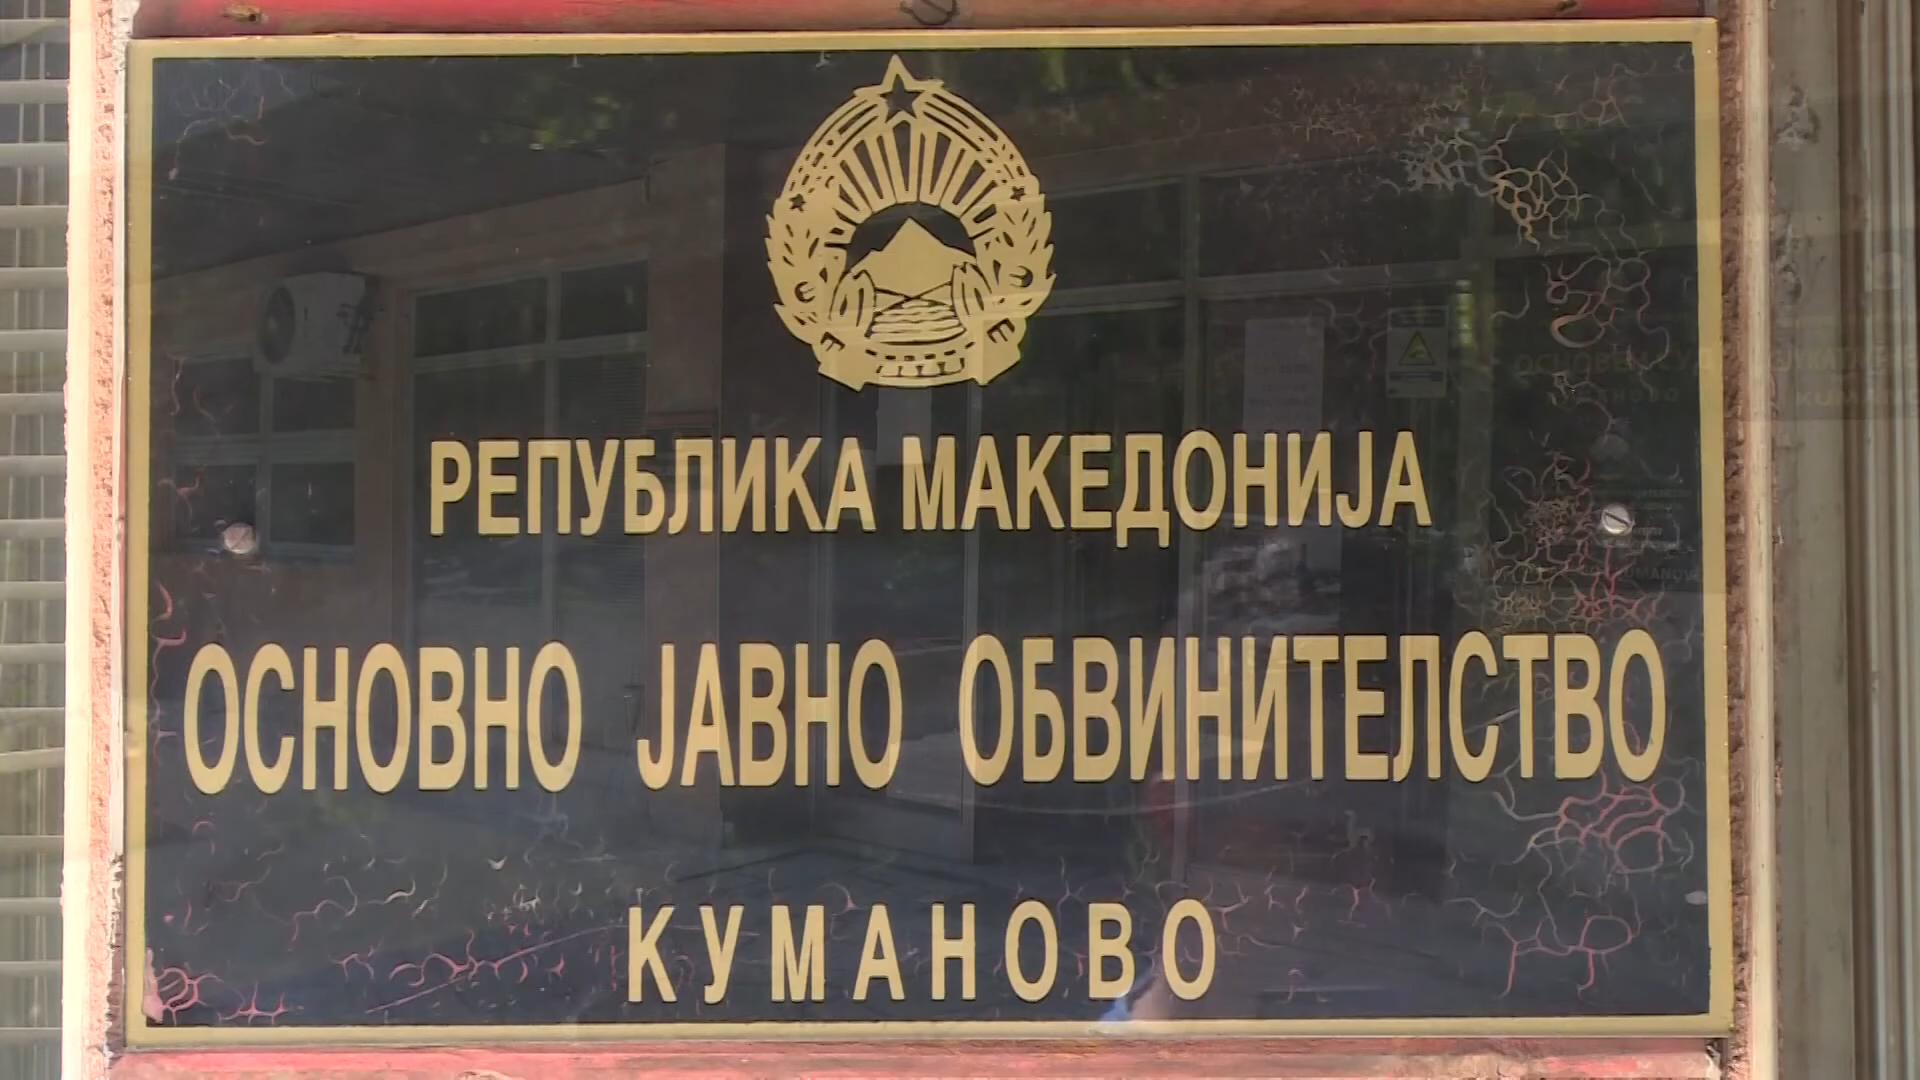 РЕПУБЛИКА МАКЕДОНИЈА
ОСНОВНО ЈАВНО ОБВИНИТЕЛСТВО
КУМАНОВО